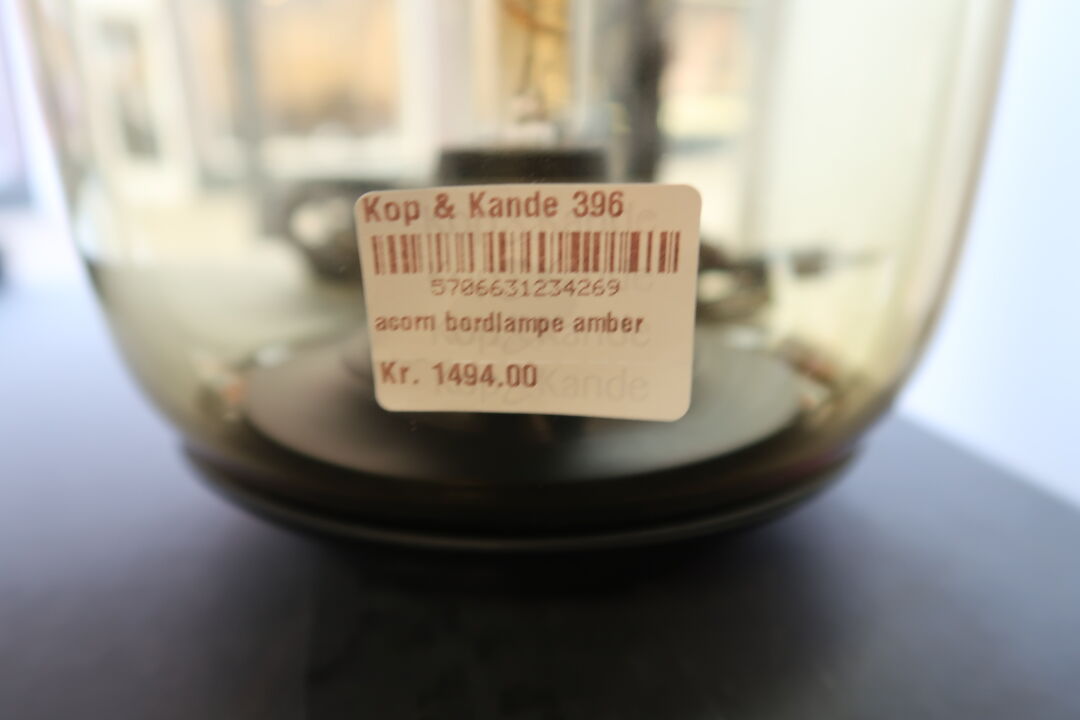 Kop & Kande 396
5706631234269
acorn bordlampe amber
Kr. 1494.00